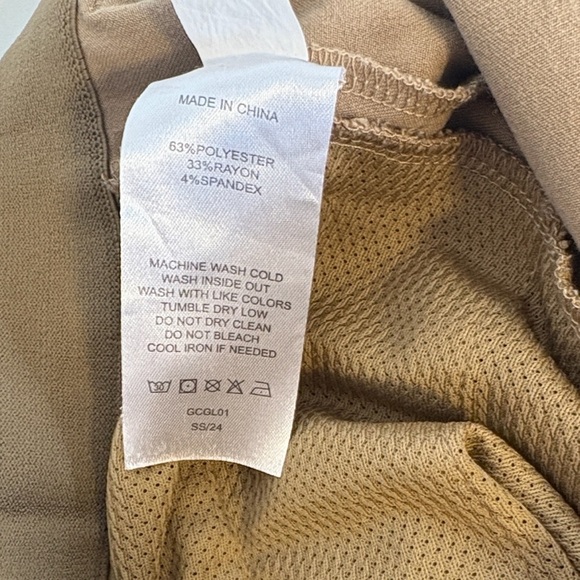 MADE IN CHINA
63%POLYESTER
33%RAYON
4%SPANDEX
MACHINE WASH COLD
WASH INSIDE OUT
WASH WITH LIKE COLORS
TUMBLE DRY LOW
DO NOT DRY CLEAN
DO NOT BLEACH
COOL IRON IF NEEDED
30
GCGL01
SS/24